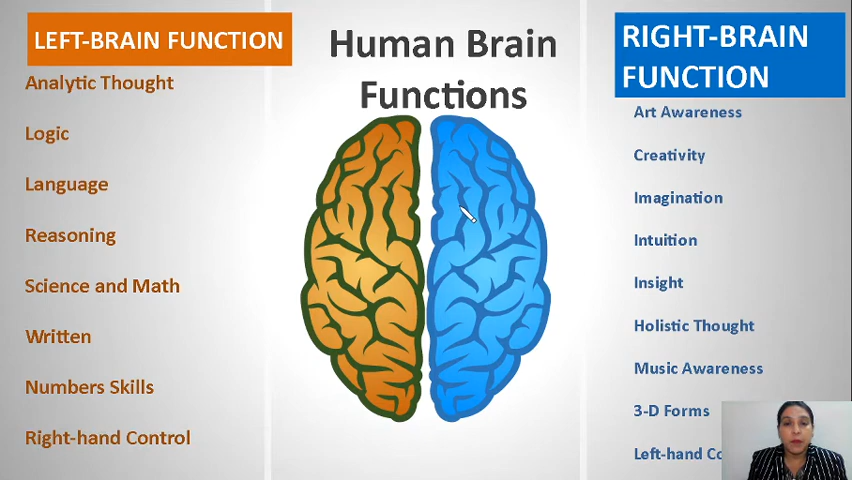 LEFT-BRAIN FUNCTION
Analytic Thought
Logic
Language
Reasoning
Science and Math
Written
Numbers Skills
Right-hand Control
Human Brain
Functions
RIGHT-BRAIN
FUNCTION
Art Awareness
Creativity
Imagination
Intuition
Insight
Holistic Thought
Music Awareness
3-D Forms
Left-hand